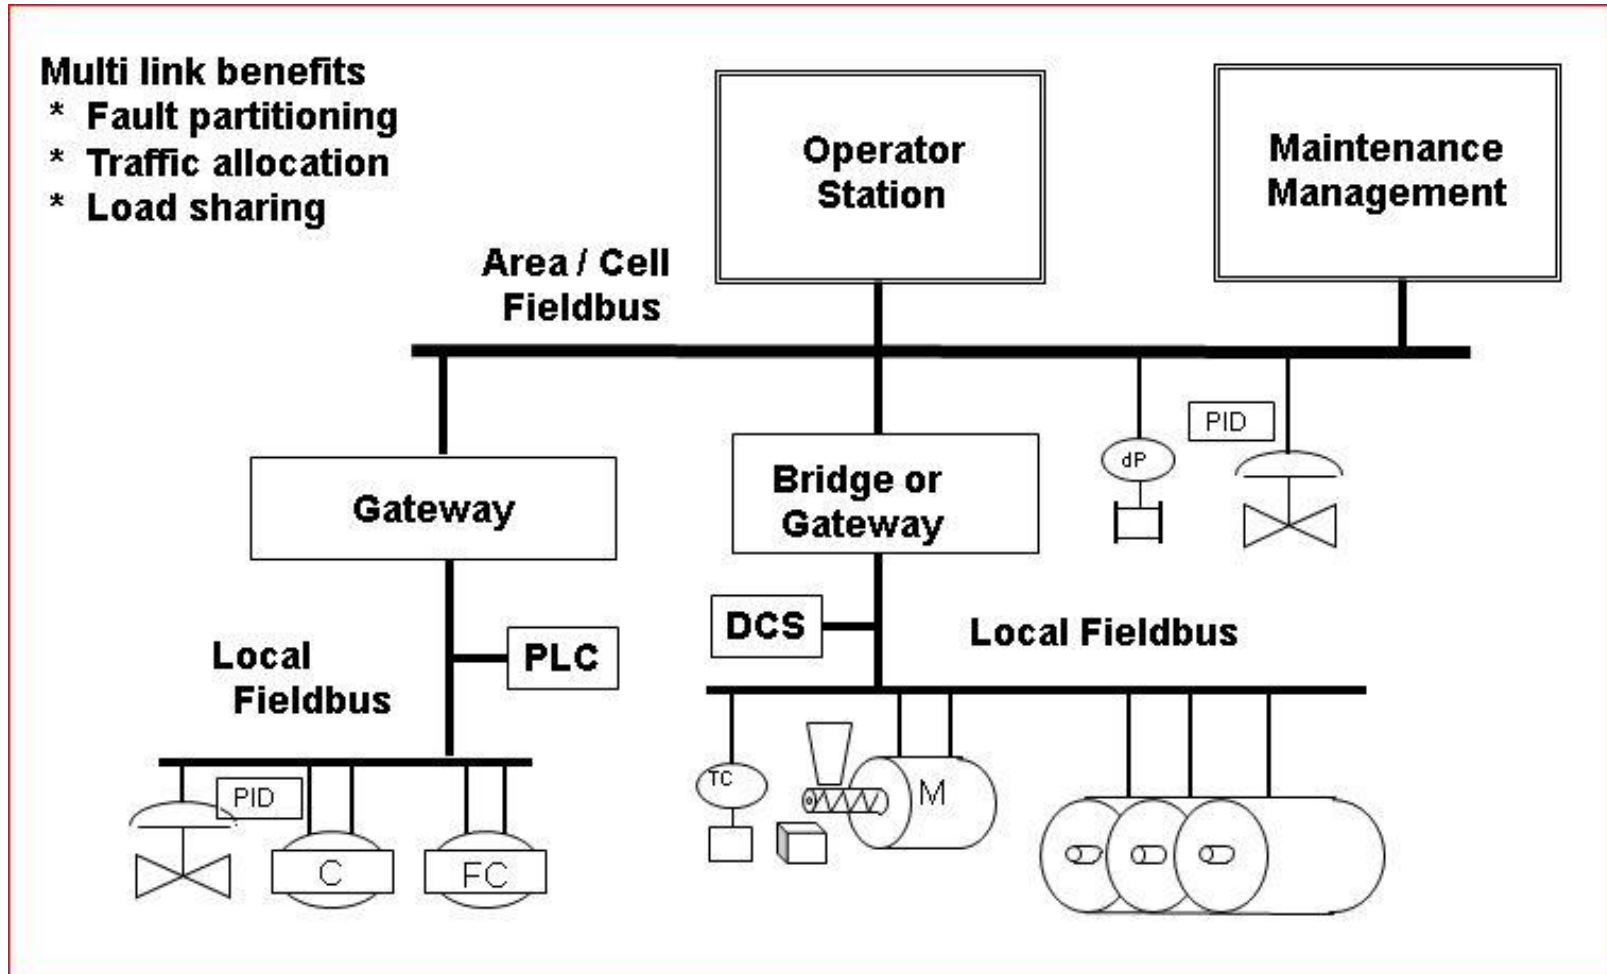 Multi link benefits
* Fault partitioning
* Traffic allocation
* Load sharing
Operator
Station
Maintenance
Management
Area / Cell
Fieldbus
Gateway
Bridge or
Gateway
dP
PID
DCS
PLC
Local Fieldbus
Local
Fieldbus
PID
C
FC
TC
M